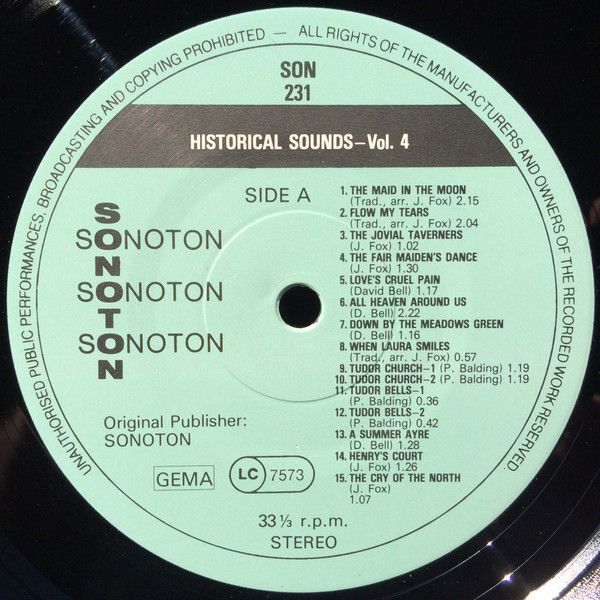 UNAUTHORISED PUBLIC PERFORMANCES, BROADCASTING AND COPYING PROHIBITED — ALL RIGHTS OF THE MANUFACTURERS AND OWNERS OF THE RECORDED WORK RESERVED
SON
231
HISTORICAL SOUNDS—Vol. 4
SIDE A
SONOTON
SONOTON
SONOTON
SONOTON
1. THE MAID IN THE MOON
(Trad., arr. J. Fox) 2.15
2. FLOW MY TEARS
(Trad., arr. J. Fox) 2.04
3. THE JOVIAL TAVERNERS
(J. Fox) 1.02
4. THE FAIR MAIDEN'S DANCE
(J. Fox) 1.30
5. LOVE'S CRUEL PAIN
(David Bell) 1.17
6. ALL HEAVEN AROUND US
(D. Bell) 2.22
7. DOWN BY THE MEADOWS GREEN
(D. Bell) 1.16
8. WHEN LAURA SMILES
(Trad., arr. J. Fox) 0.57
9. TUDOR CHURCH—1 (P. Balding) 1.19
10. TUDOR CHURCH—2 (P. Balding) 1.19
11. TUDOR BELLS—1
(P. Balding) 0.36
12. TUDOR BELLS—2
(P. Balding) 0.42
13. A SUMMER AYRE
(D. Bell) 1.28
14. HENRY'S COURT
(J. Fox) 1.26
15. THE CRY OF THE NORTH
(J. Fox)
1.07
Original Publisher:
SONOTON
GEMA LC 7573
33 ⅓ r.p.m.
STEREO